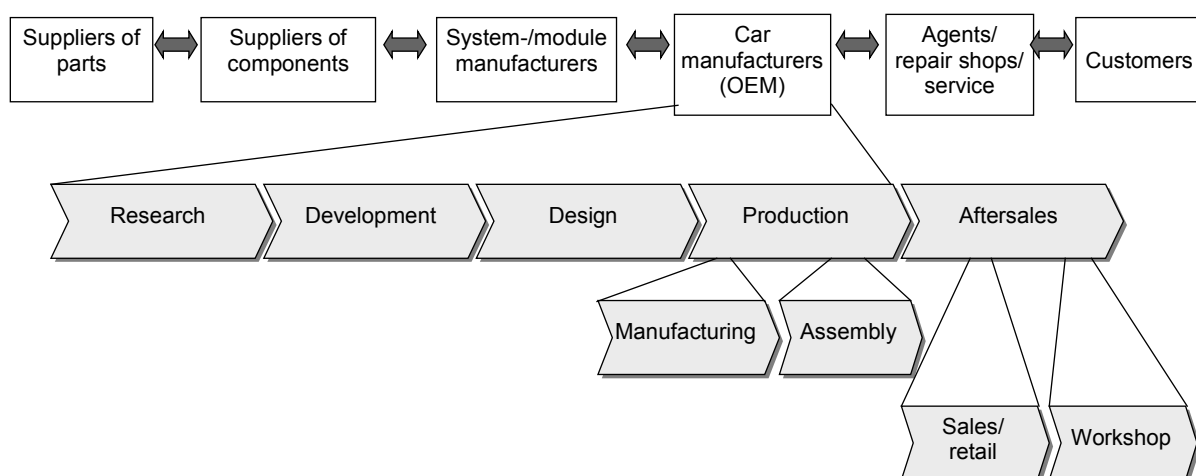 Suppliers of
parts
Suppliers of
components
System-/module
manufacturers
Car
manufacturers
(OEM)
Agents/
repair shops/
service
Customers
Research
Development
Design
Production
Aftersales
Manufacturing
Assembly
Sales/
retail
Workshop